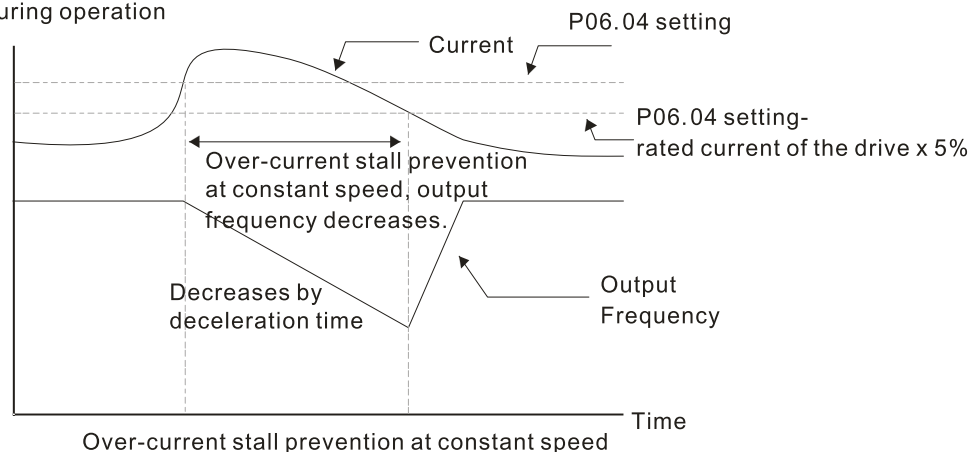 uring operation
P06.04 setting
Current
P06.04 setting-
rated current of the drive x 5%
Over-current stall prevention
at constant speed, output
frequency decreases.
Decreases by
deceleration time
Output
Frequency
Time
Over-current stall prevention at constant speed